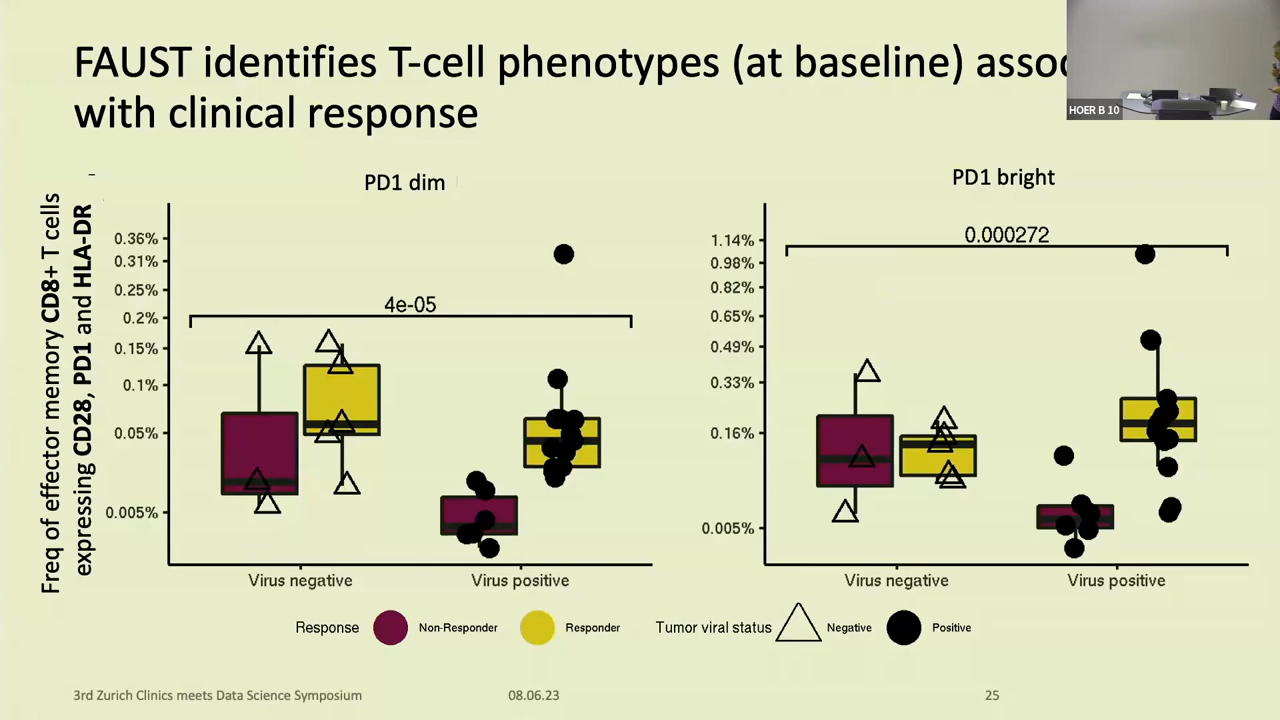 FAUST identifies T-cell phenotypes (at baseline)
with clinical response
HOER B 10
Freq of effector memory CD8+ T cells
expressing CD28, PD1 and HLA-DR
PD1 dim
0.36%
0.31%
0.25%
0.2%
0.15%
0.1%
0.05%
0.005%
4e-05
Virus negative
Virus positive
PD1 bright
1.14%
0.98%
0.82%
0.65%
0.49%
0.33%
0.16%
0.005%
0.000272
Virus negative
Virus positive
Response Non-Responder Responder Tumor viral status Negative Positive
3rd Zurich Clinics meets Data Science Symposium 08.06.23 25